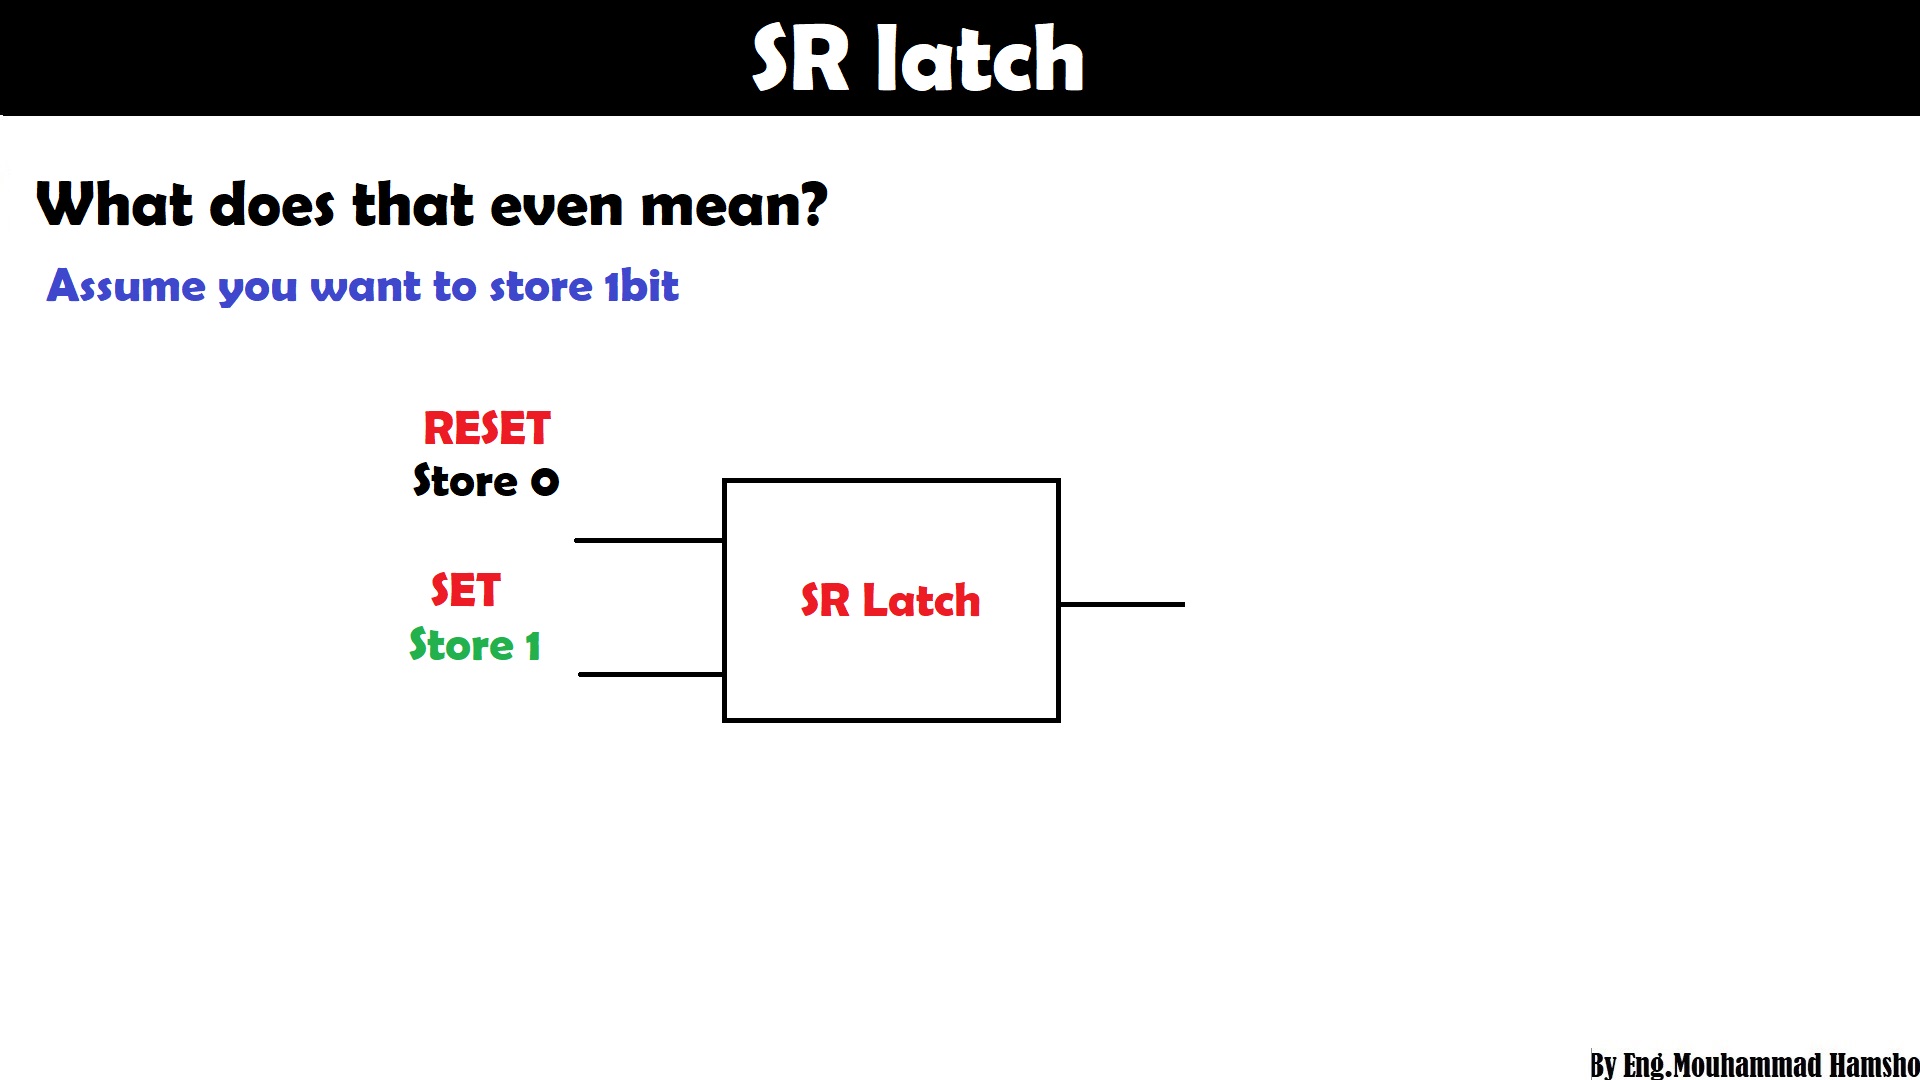 SR latch
What does that even mean?
Assume you want to store 1bit
RESET
Store 0
SET
Store 1
SR Latch
By Eng.Mouhammad Hamsho